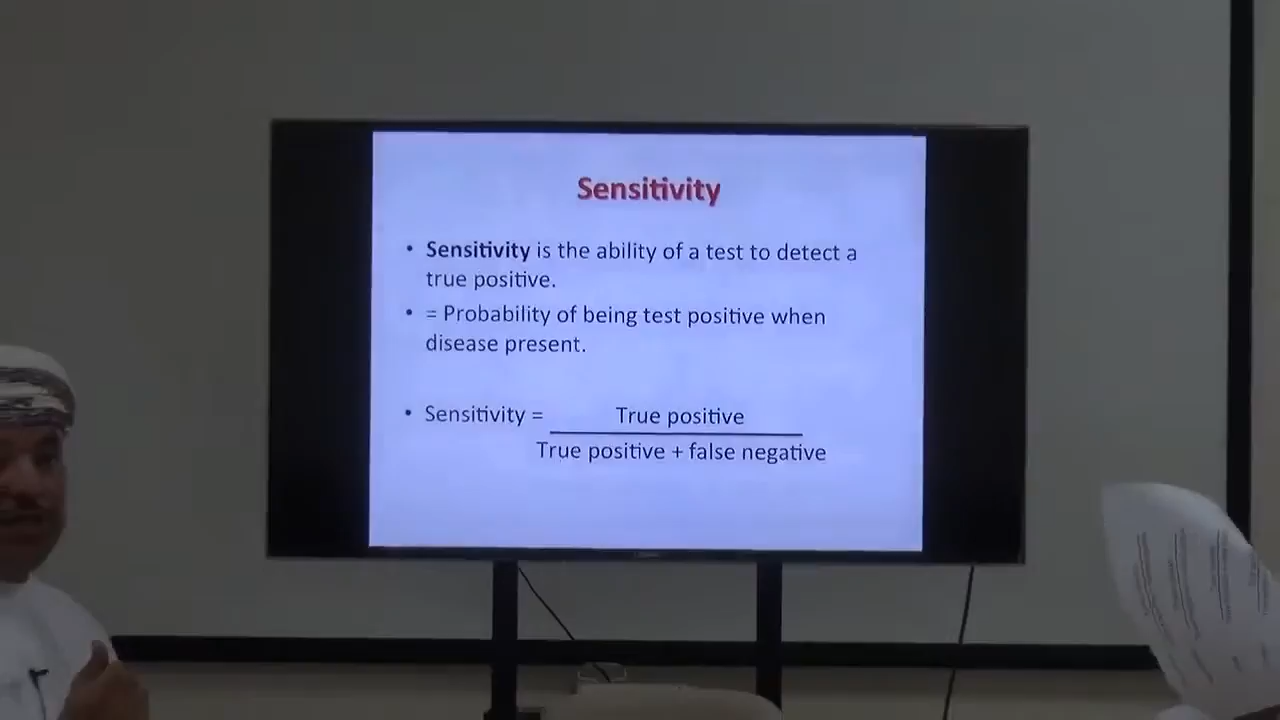 Sensitivity
• Sensitivity is the ability of a test to detect a
true positive.
• = Probability of being test positive when
disease present.
• Sensitivity = True positive
True positive + false negative